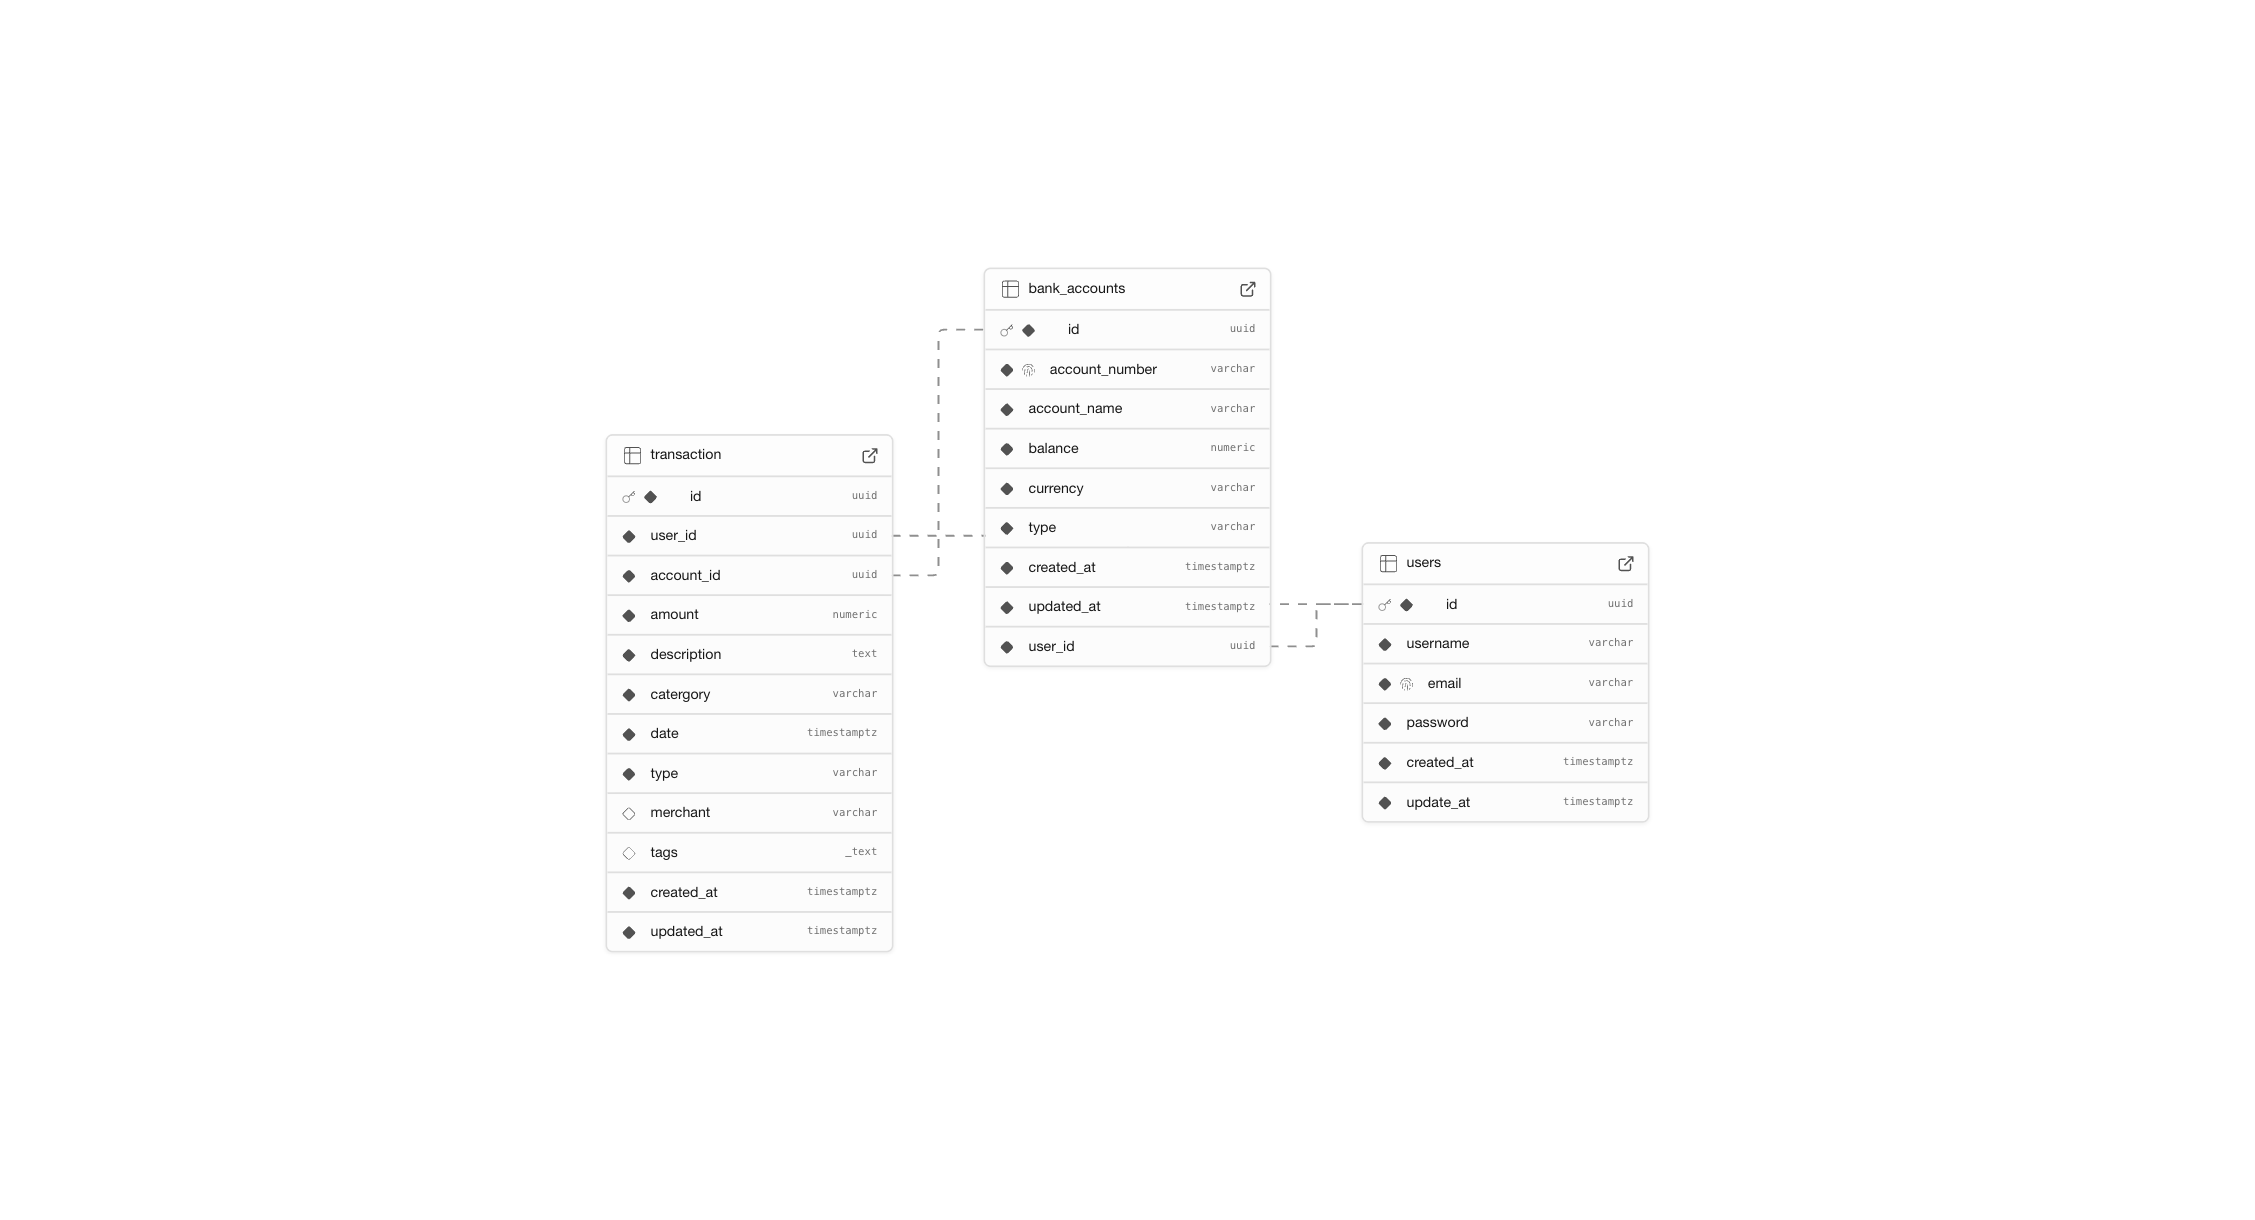 bank_accounts
id uuid
account_number varchar
account_name varchar
balance numeric
currency varchar
type varchar
created_at timestamptz
updated_at timestamptz
user_id uuid
transaction
id uuid
user_id uuid
account_id uuid
amount numeric
description text
catergory varchar
date timestamptz
type varchar
merchant varchar
tags _text
created_at timestamptz
updated_at timestamptz
users
id uuid
username varchar
email varchar
password varchar
created_at timestamptz
update_at timestamptz